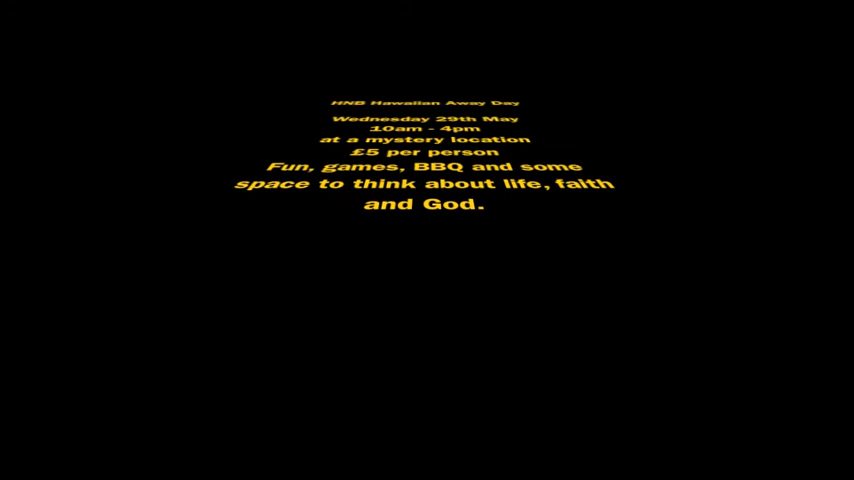 HNB Hawaiian Away Day
Wednesday 29th May
10am - 4pm
at a mystery location
£5 per person
Fun, games, BBQ and some
space to think about life, faith
and God.